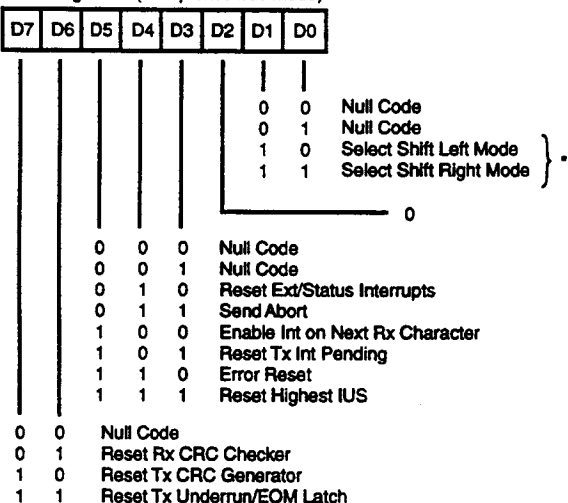 D7 D6 D5 D4 D3 D2 D1 D0
0 0 Null Code
0 1 Null Code
1 0 Select Shift Left Mode
1 1 Select Shift Right Mode
} *
0
0 0 0 Null Code
0 0 1 Null Code
0 1 0 Reset Ext/Status Interrupts
0 1 1 Send Abort
1 0 0 Enable Int on Next Rx Character
1 0 1 Reset Tx Int Pending
1 1 0 Error Reset
1 1 1 Reset Highest IUS
0 0 Null Code
0 1 Reset Rx CRC Checker
1 0 Reset Tx CRC Generator
1 1 Reset Tx Underrun/EOM Latch